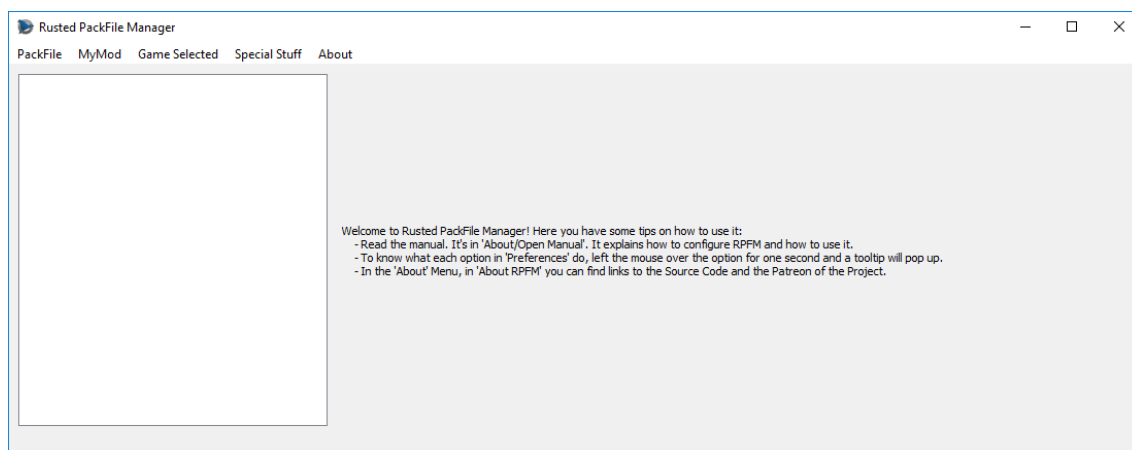 Rusted PackFile Manager
PackFile MyMod Game Selected Special Stuff About
Welcome to Rusted PackFile Manager! Here you have some tips on how to use it:
- Read the manual. It's in 'About/Open Manual'. It explains how to configure RPFM and how to use it.
- To know what each option in 'Preferences' do, left the mouse over the option for one second and a tooltip will pop up.
- In the 'About' Menu, in 'About RPFM' you can find links to the Source Code and the Patreon of the Project.